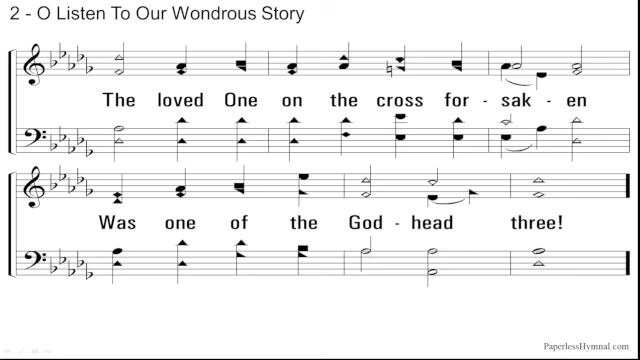 2 - O Listen To Our Wondrous Story
The loved One on the cross for - sak - en
Was one of the God - head three!
PaperlessHymnal.com